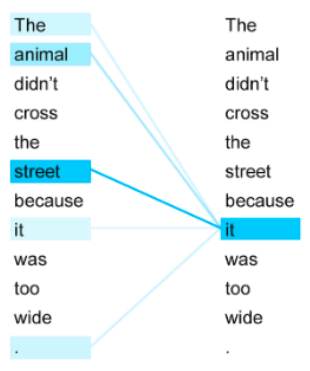 The The
animal animal
didn't didn't
cross cross
the the
street street
because because
it it
was was
too too
wide wide
. .